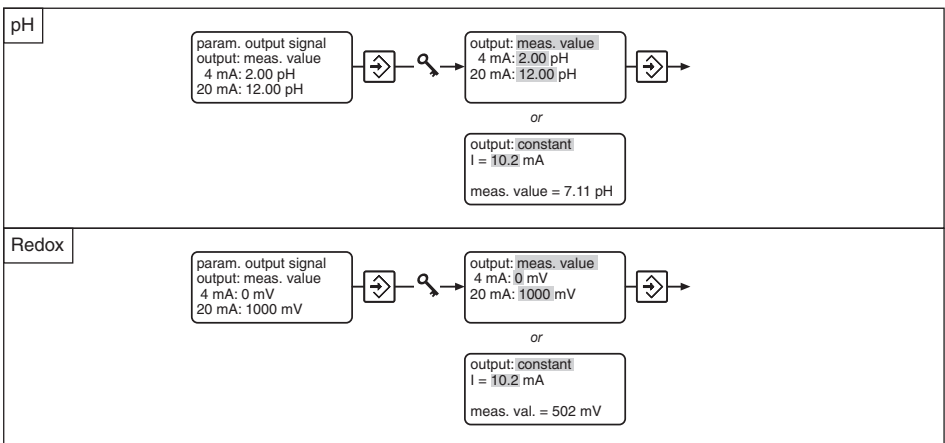 pH
param. output signal
output: meas. value
4 mA: 2.00 pH
20 mA: 12.00 pH
output: meas. value
4 mA: 2.00 pH
20 mA: 12.00 pH
or
output: constant
I = 10.2 mA
meas. value = 7.11 pH
Redox
param. output signal
output: meas. value
4 mA: 0 mV
20 mA: 1000 mV
output: meas. value
4 mA: 0 mV
20 mA: 1000 mV
or
output: constant
I = 10.2 mA
meas. val. = 502 mV